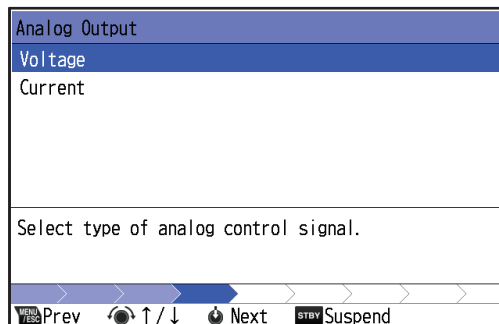 Analog Output
Voltage
Current
Select type of analog control signal.
MENU/ESC Prev ↑/↓ Next STBY Suspend